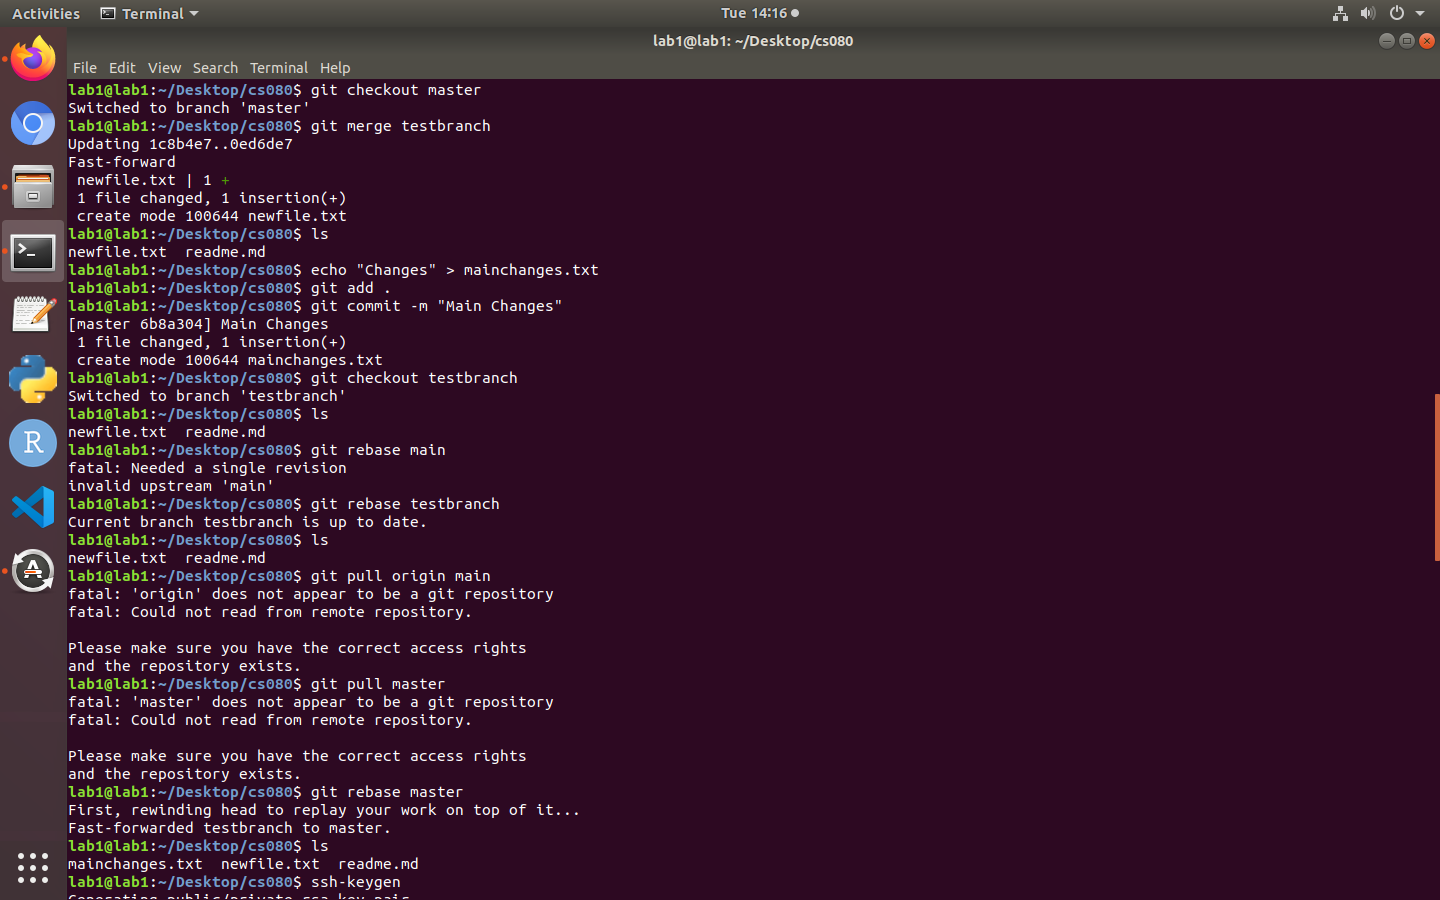 Activities Terminal Tue 14:16
lab1@lab1: ~/Desktop/cs080
File Edit View Search Terminal Help
lab1@lab1:~/Desktop/cs080$ git checkout master
Switched to branch 'master'
lab1@lab1:~/Desktop/cs080$ git merge testbranch
Updating 1c8b4e7..0ed6de7
Fast-forward
 newfile.txt | 1 +
 1 file changed, 1 insertion(+)
 create mode 100644 newfile.txt
lab1@lab1:~/Desktop/cs080$ ls
newfile.txt  readme.md
lab1@lab1:~/Desktop/cs080$ echo "Changes" > mainchanges.txt
lab1@lab1:~/Desktop/cs080$ git add .
lab1@lab1:~/Desktop/cs080$ git commit -m "Main Changes"
[master 6b8a304] Main Changes
 1 file changed, 1 insertion(+)
 create mode 100644 mainchanges.txt
lab1@lab1:~/Desktop/cs080$ git checkout testbranch
Switched to branch 'testbranch'
lab1@lab1:~/Desktop/cs080$ ls
newfile.txt  readme.md
lab1@lab1:~/Desktop/cs080$ git rebase main
fatal: Needed a single revision
invalid upstream 'main'
lab1@lab1:~/Desktop/cs080$ git rebase testbranch
Current branch testbranch is up to date.
lab1@lab1:~/Desktop/cs080$ ls
newfile.txt  readme.md
lab1@lab1:~/Desktop/cs080$ git pull origin main
fatal: 'origin' does not appear to be a git repository
fatal: Could not read from remote repository.

Please make sure you have the correct access rights
and the repository exists.
lab1@lab1:~/Desktop/cs080$ git pull master
fatal: 'master' does not appear to be a git repository
fatal: Could not read from remote repository.

Please make sure you have the correct access rights
and the repository exists.
lab1@lab1:~/Desktop/cs080$ git rebase master
First, rewinding head to replay your work on top of it...
Fast-forwarded testbranch to master.
lab1@lab1:~/Desktop/cs080$ ls
mainchanges.txt  newfile.txt  readme.md
lab1@lab1:~/Desktop/cs080$ ssh-keygen
Generating public/private rsa key pair.